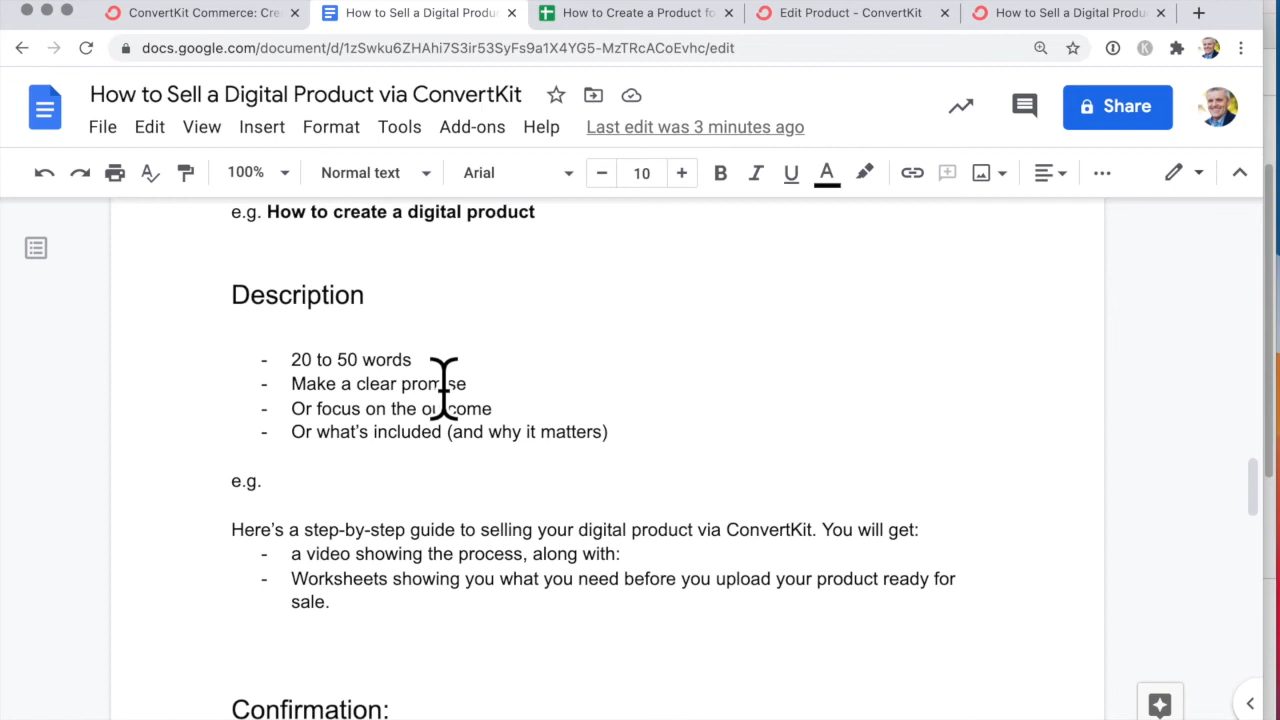 ConvertKit Commerce: Cre
How to Sell a Digital Produ
How to Create a Product fo
Edit Product - ConvertKit
How to Sell a Digital Produ
docs.google.com/document/d/1zSwku6ZHAhi7S3ir53SyFs9a1X4YG5-MzTRcACoEvhc/edit
How to Sell a Digital Product via ConvertKit
Share
File Edit View Insert Format Tools Add-ons Help Last edit was 3 minutes ago
100% Normal text Arial 10 B I U A
e.g. How to create a digital product
Description
- 20 to 50 words
- Make a clear promise
- Or focus on the outcome
- Or what's included (and why it matters)
e.g.
Here's a step-by-step guide to selling your digital product via ConvertKit. You will get:
- a video showing the process, along with:
- Worksheets showing you what you need before you upload your product ready for
sale.
Confirmation: